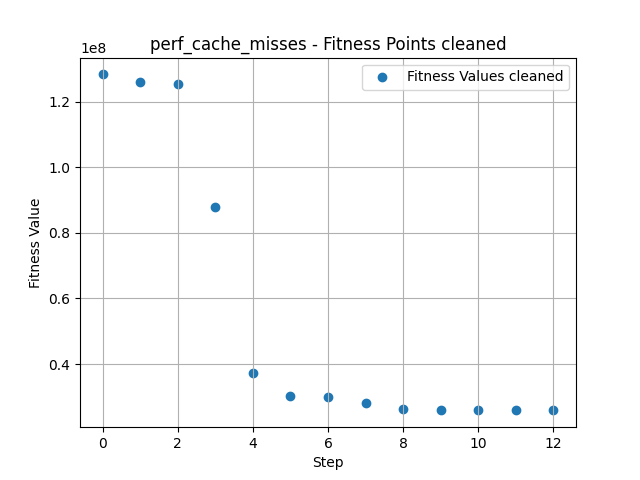 perf_cache_misses - Fitness Points cleaned
1e8
Fitness Values cleaned
1.2
1.0
0.8
0.6
0.4
Fitness Value
0 2 4 6 8 10 12
Step